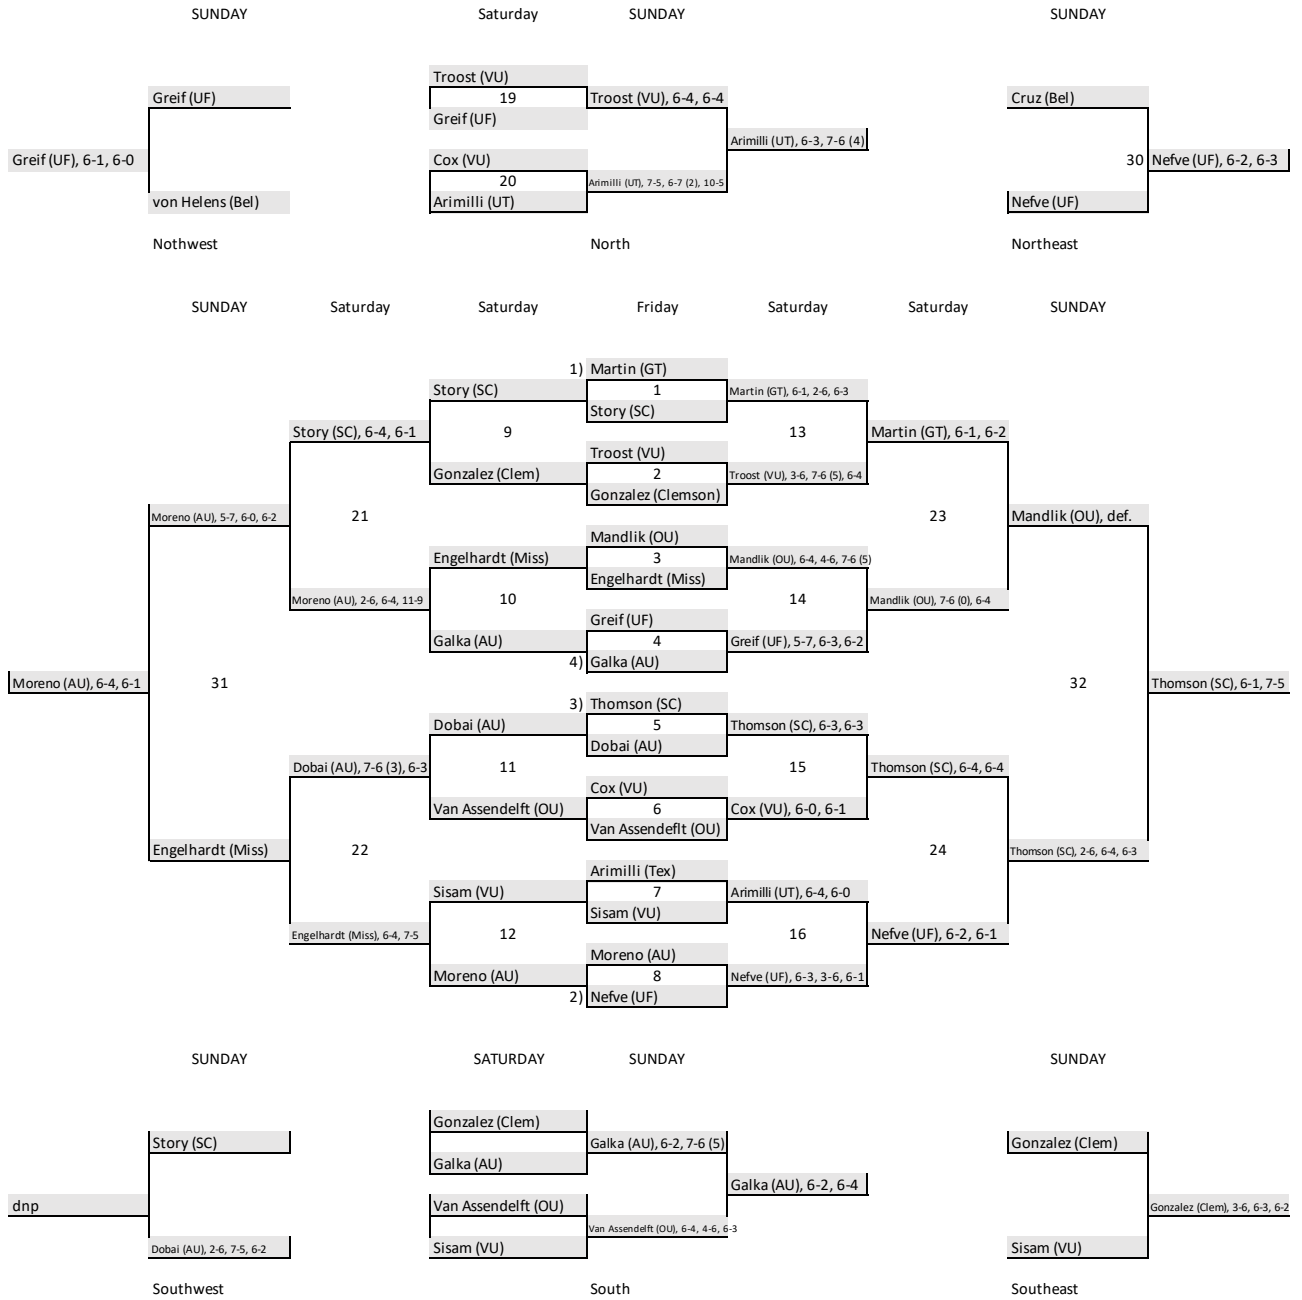 SUNDAY Saturday SUNDAY SUNDAY
Troost (VU)
Greif (UF) 19 Troost (VU), 6-4, 6-4 Cruz (Bel)
Greif (UF)
Arimilli (UT), 6-3, 7-6 (4)
Greif (UF), 6-1, 6-0 Cox (VU) 30 Nefve (UF), 6-2, 6-3
20 Arimilli (UT), 7-5, 6-7 (2), 10-5
von Helens (Bel) Arimilli (UT) Nefve (UF)
Nothwest North Northeast
SUNDAY Saturday Saturday Friday Saturday Saturday SUNDAY
1) Martin (GT)
Story (SC) 1 Martin (GT), 6-1, 2-6, 6-3
Story (SC)
Story (SC), 6-4, 6-1 9 13 Martin (GT), 6-1, 6-2
Troost (VU)
Gonzalez (Clem) 2 Troost (VU), 3-6, 7-6 (5), 6-4
Gonzalez (Clemson)
Moreno (AU), 5-7, 6-0, 6-2 21 23 Mandlik (OU), def.
Mandlik (OU)
Engelhardt (Miss) 3 Mandlik (OU), 6-4, 4-6, 7-6 (5)
Engelhardt (Miss)
Moreno (AU), 2-6, 6-4, 11-9 10 14 Mandlik (OU), 7-6 (0), 6-4
Greif (UF)
Galka (AU) 4 Greif (UF), 5-7, 6-3, 6-2
4) Galka (AU)
Moreno (AU), 6-4, 6-1 31 32 Thomson (SC), 6-1, 7-5
3) Thomson (SC)
Dobai (AU) 5 Thomson (SC), 6-3, 6-3
Dobai (AU)
Dobai (AU), 7-6 (3), 6-3 11 15 Thomson (SC), 6-4, 6-4
Cox (VU)
Van Assendelft (OU) 6 Cox (VU), 6-0, 6-1
Van Assendeflt (OU)
Engelhardt (Miss) 22 24 Thomson (SC), 2-6, 6-4, 6-3
Arimilli (Tex)
Sisam (VU) 7 Arimilli (UT), 6-4, 6-0
Sisam (VU)
Engelhardt (Miss), 6-4, 7-5 12 16 Nefve (UF), 6-2, 6-1
Moreno (AU)
Moreno (AU) 8 Nefve (UF), 6-3, 3-6, 6-1
2) Nefve (UF)
SUNDAY SATURDAY SUNDAY SUNDAY
Gonzalez (Clem)
Story (SC) Galka (AU), 6-2, 7-6 (5) Gonzalez (Clem)
Galka (AU)
Galka (AU), 6-2, 6-4
dnp Van Assendelft (OU) Gonzalez (Clem), 3-6, 6-3, 6-2
Van Assendelft (OU), 6-4, 4-6, 6-3
Dobai (AU), 2-6, 7-5, 6-2 Sisam (VU) Sisam (VU)
Southwest South Southeast